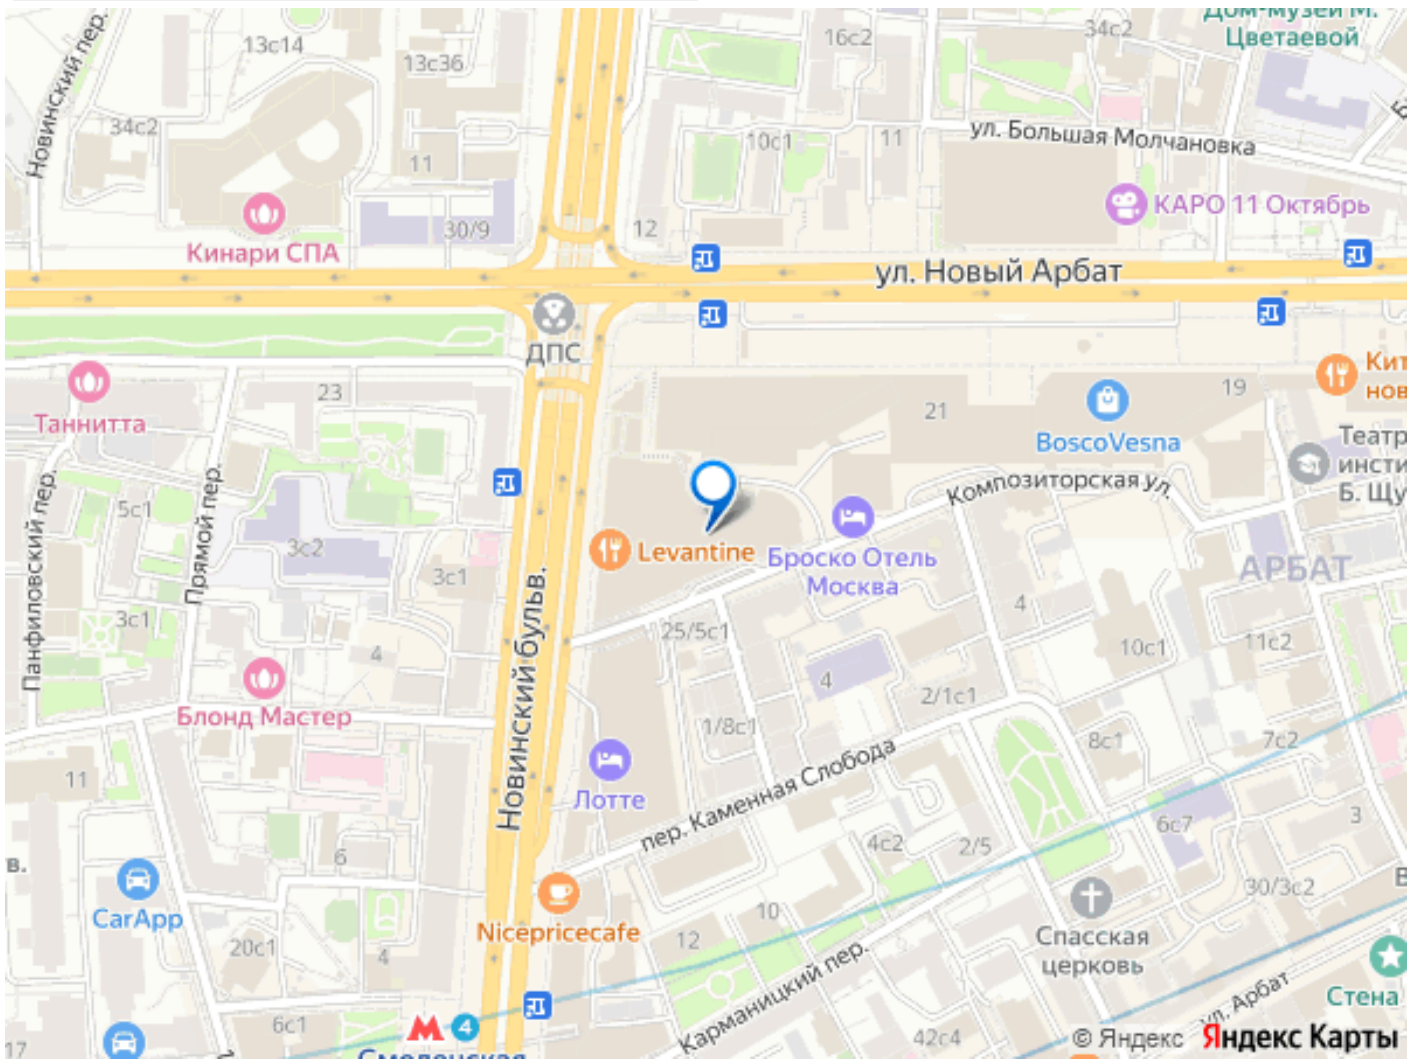 Новинский пер.
13с14
13с36
34с2
11
30/9
Кинари СПА
16с2
34с2
Дом-музей М.
Цветаевой
10с1
11
ул. Большая Молчановка
КАРО 11 Октябрь
12
ул. Новый Арбат
ДПС
Таннитта
23
21
19
BoscoVesna
Кит
нов
Театр
инсти
Б. Щу
Композиторская ул.
Панфиловский пер.
Прямой пер.
5с1
3с2
3с1
3с1
4
Levantine
Броско Отель
Москва
АРБАТ
Новинский бульв.
25/5с1
4
4
10с1
11с2
2/1с1
1/8с1
8с1
7с2
Блонд Мастер
11
Лотте
пер. Каменная Слобода
6
4с2
2/5
6с7
3
30/3с2
в.
CarApp
Nicepricecafe
20с1
4
12
10
Спасская
церковь
В
Стена
Карманицкий пер.
ул. Арбат
6с1
4
Смоленская
17
42с4
© Яндекс Яндекс Карты